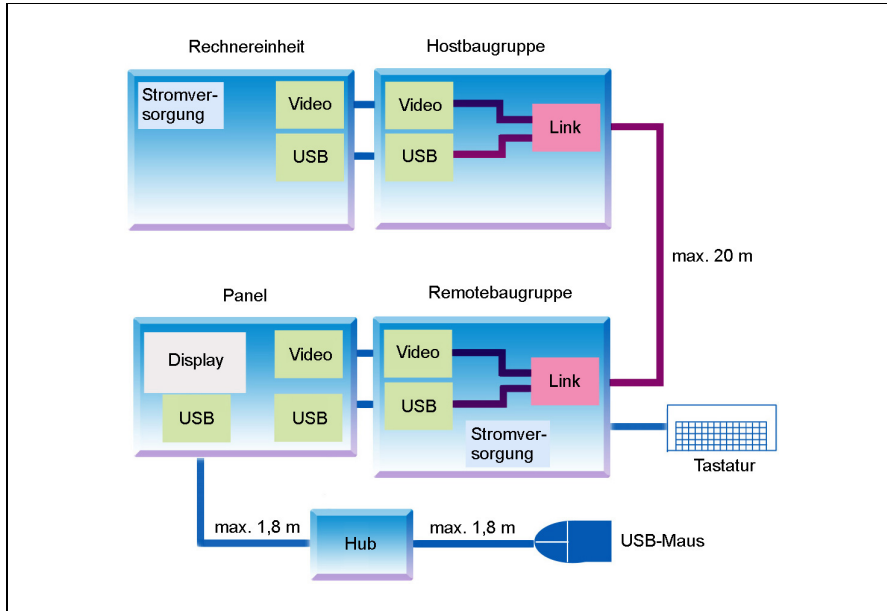 Rechnereinheit
Hostbaugruppe
Stromver-
sorgung
Video
USB
Video
USB
Link
max. 20 m
Panel
Remotebaugruppe
Display
USB
Video
USB
Video
USB
Link
Stromver-
sorgung
Tastatur
max. 1,8 m
Hub
max. 1,8 m
USB-Maus